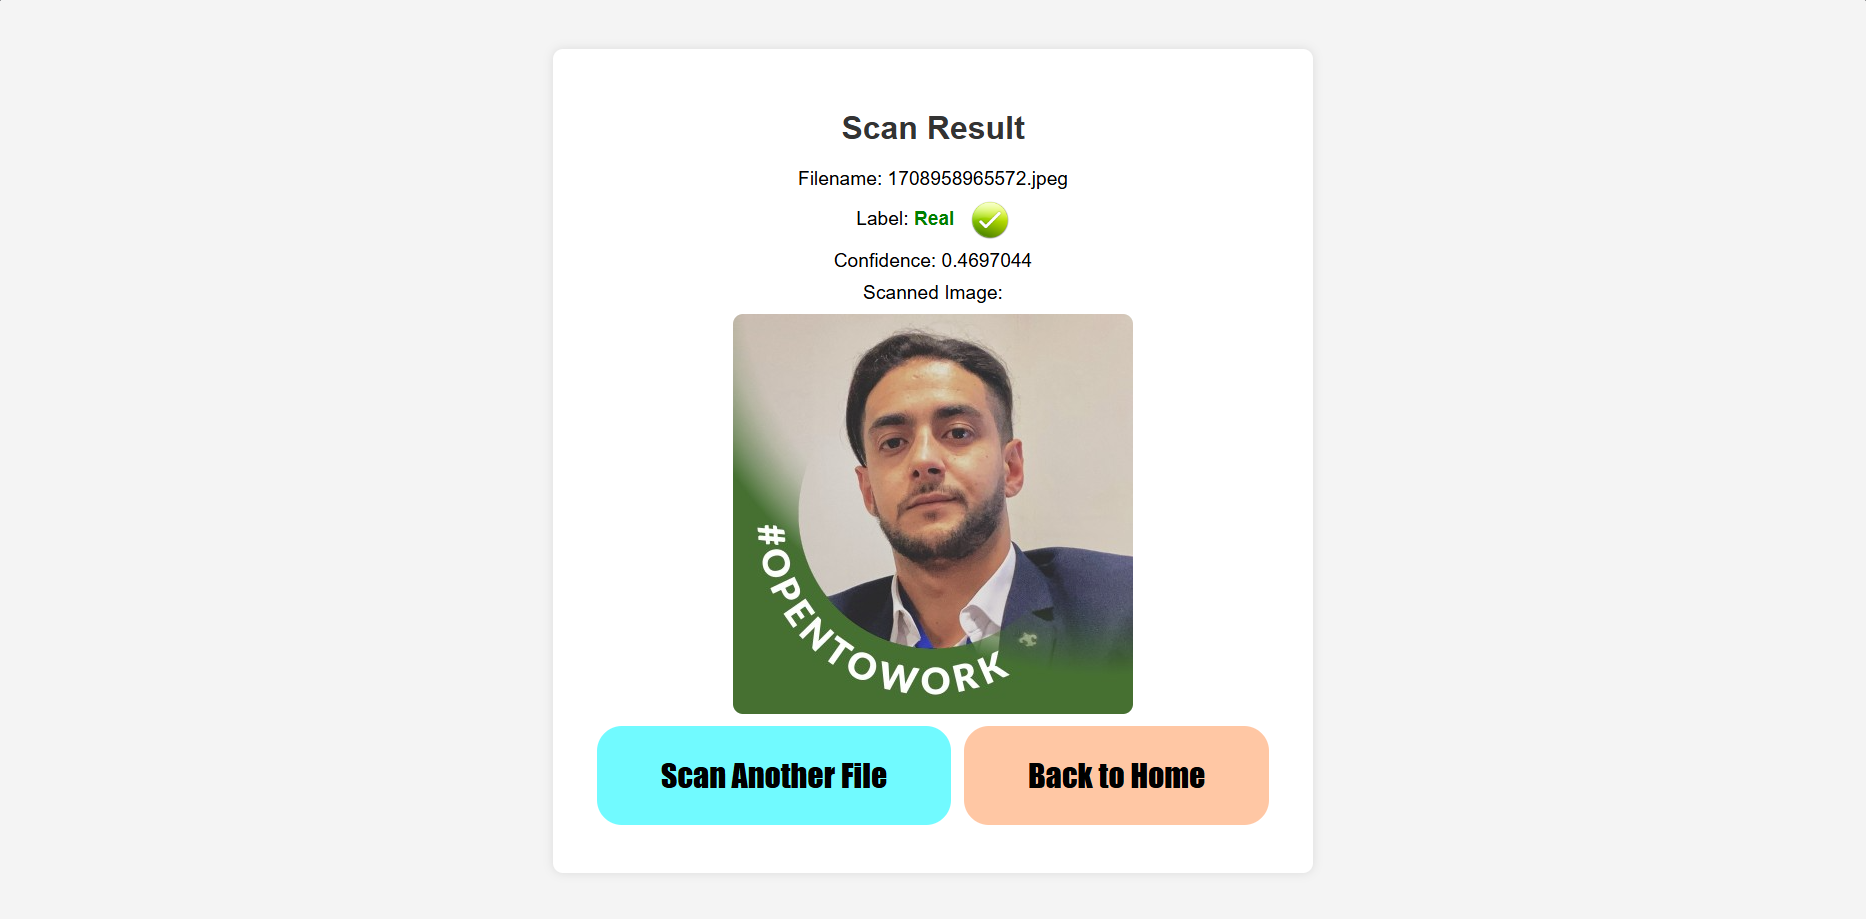 Scan Result
Filename: 1708958965572.jpeg
Label: Real
Confidence: 0.4697044
Scanned Image:
#OPENTOWORK
Scan Another File
Back to Home